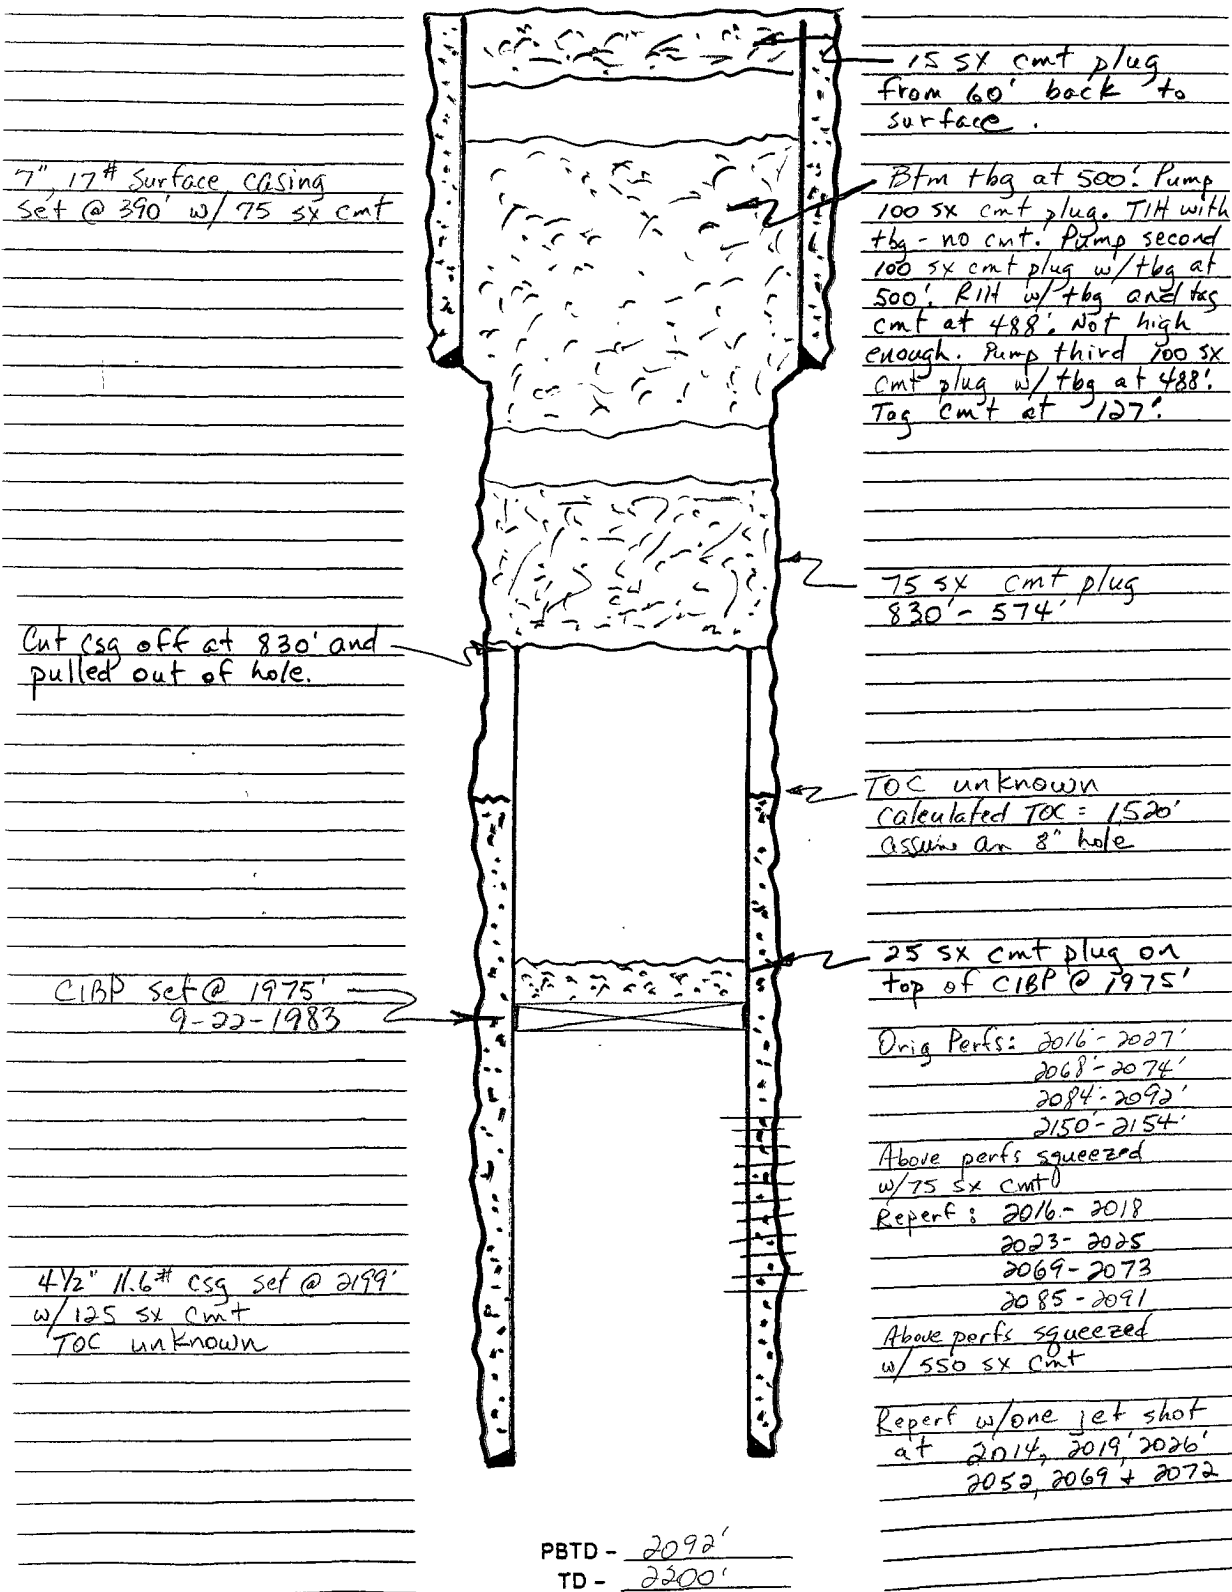 15 sx cmt plug
from 60' back to
surface.
7", 17# Surface casing
set @ 390' w/ 75 sx cmt
Btm tbg at 500'. Pump
100 sx cmt plug. TIH with
tbg - no cmt. Pump second
100 sx cmt plug w/ tbg at
500'. RIH w/ tbg and tag
cmt at 488'. Not high
enough. Pump third 100 sx
cmt plug w/ tbg at 488'.
Tag cmt at 127'.
75 sx cmt plug
830' - 574'
Cut csg off at 830' and
pulled out of hole.
TOC unknown
Calculated TOC = 1,520'
assume an 8" hole
25 sx cmt plug on
top of CIBP @ 1975'
CIBP set @ 1975'
9-22-1983
Orig Perfs: 2016' - 2027'
2068' - 2074'
2084' - 2092'
2150' - 2154'
Above perfs squeezed
w/75 sx cmt
Reperf: 2016 - 2018
2023 - 2025
2069 - 2073
2085 - 2091
Above perfs squeezed
w/ 550 sx cmt
4 1/2" 11.6# csg set @ 2199'
w/125 sx cmt
TOC unknown
Reperf w/one jet shot
at 2014, 2019, 2026'
2052, 2069 + 2072
PBTD - 2092'
TD - 2200'